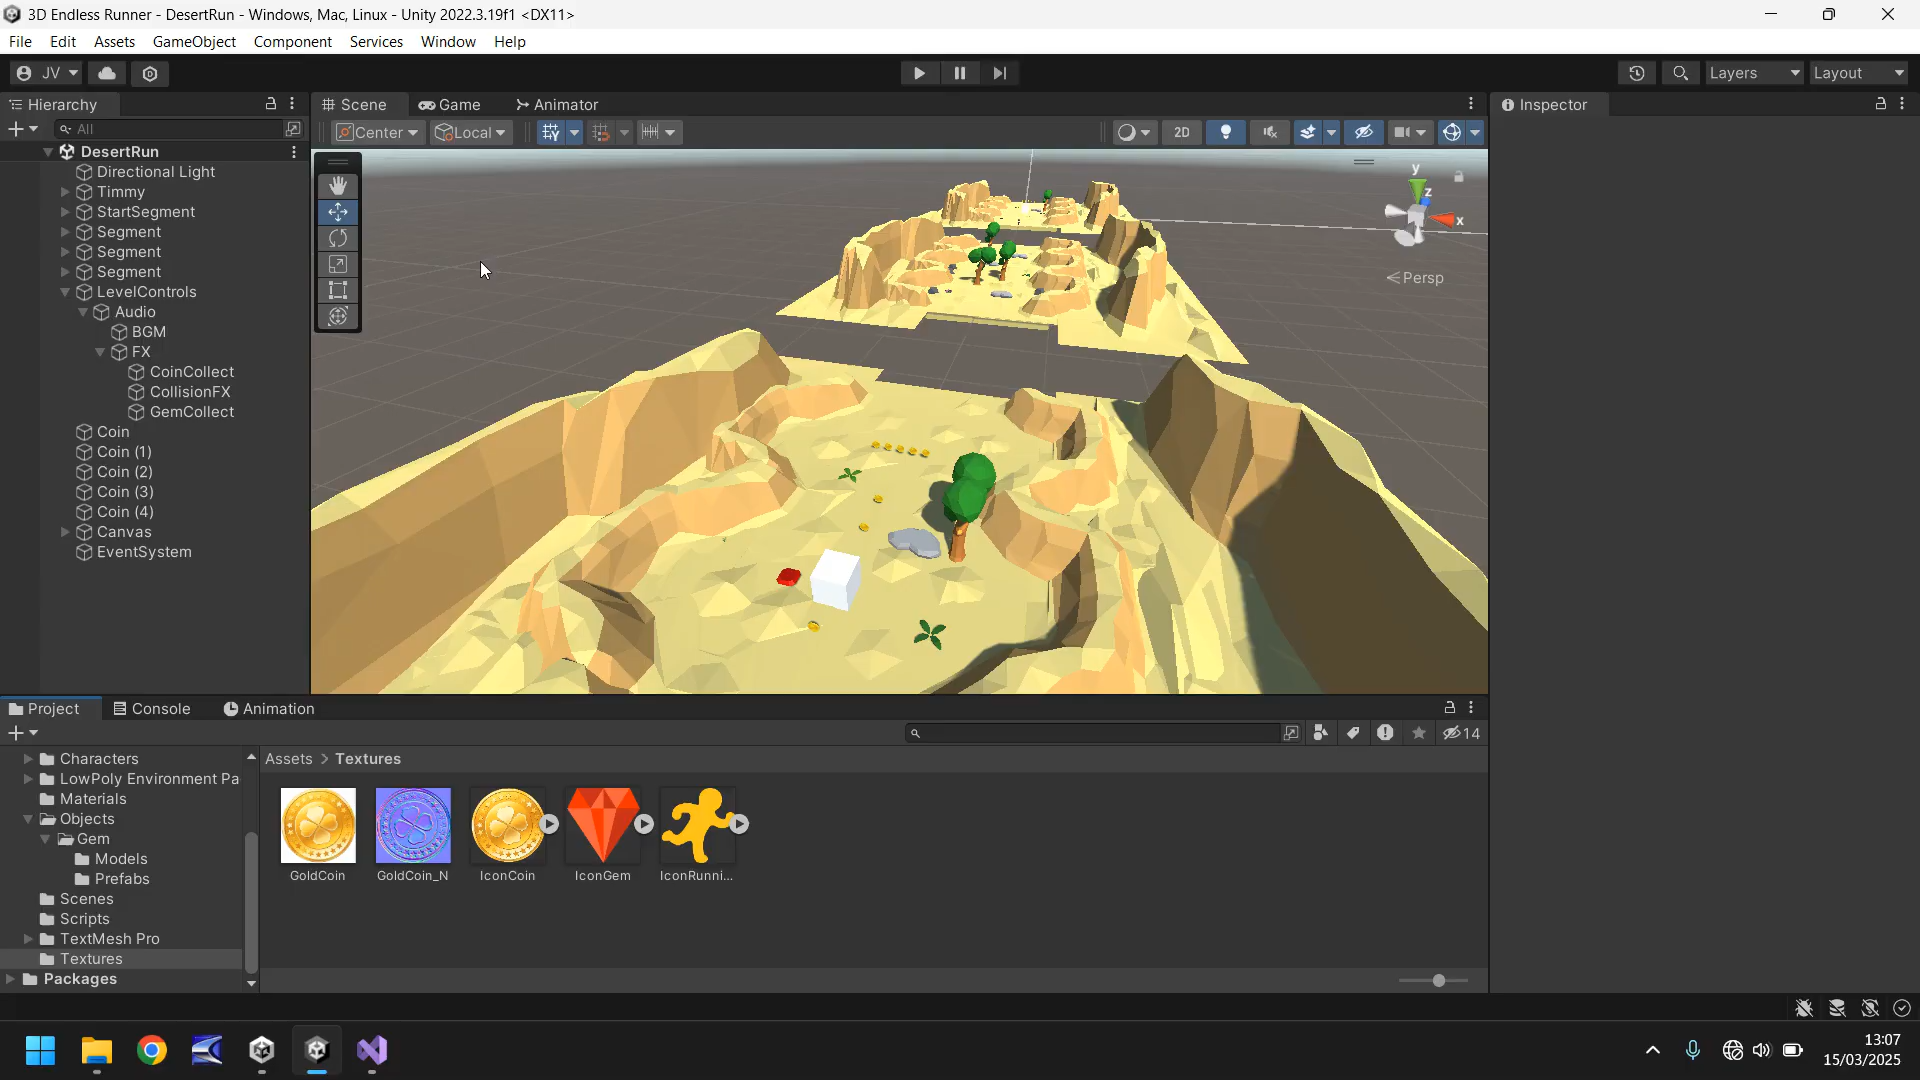 3D Endless Runner - DesertRun - Windows, Mac, Linux - Unity 2022.3.19f1 <DX11>
File Edit Assets GameObject Component Services Window Help
JV Layers Layout
Hierarchy Scene Game Animator Inspector
All Center Local 2D
DesertRun
Directional Light
Timmy
StartSegment
Segment
Segment
Segment
LevelControls
Audio
BGM
FX
CoinCollect
CollisionFX
GemCollect
Coin
Coin (1)
Coin (2)
Coin (3)
Coin (4)
Canvas
EventSystem
y
z
x
Persp
Project Console Animation
14
Characters
LowPoly Environment Pa
Materials
Objects
Gem
Models
Prefabs
Scenes
Scripts
TextMesh Pro
Textures
Packages
Assets > Textures
GoldCoin GoldCoin_N IconCoin IconGem IconRunni...
13:07
15/03/2025